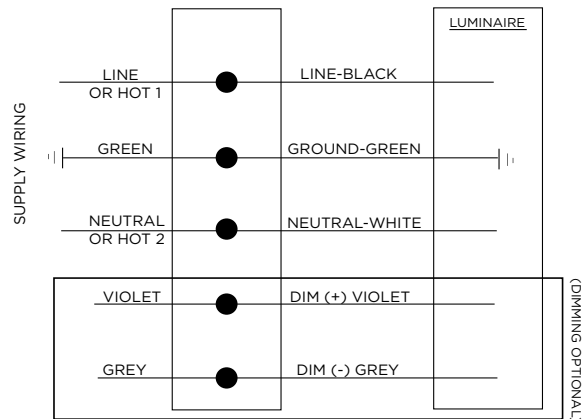 LUMINAIRE
SUPPLY WIRING
LINE
OR HOT 1
LINE-BLACK
GREEN
GROUND-GREEN
NEUTRAL
OR HOT 2
NEUTRAL-WHITE
VIOLET
DIM (+) VIOLET
GREY
DIM (-) GREY
(DIMMING OPTIONAL)